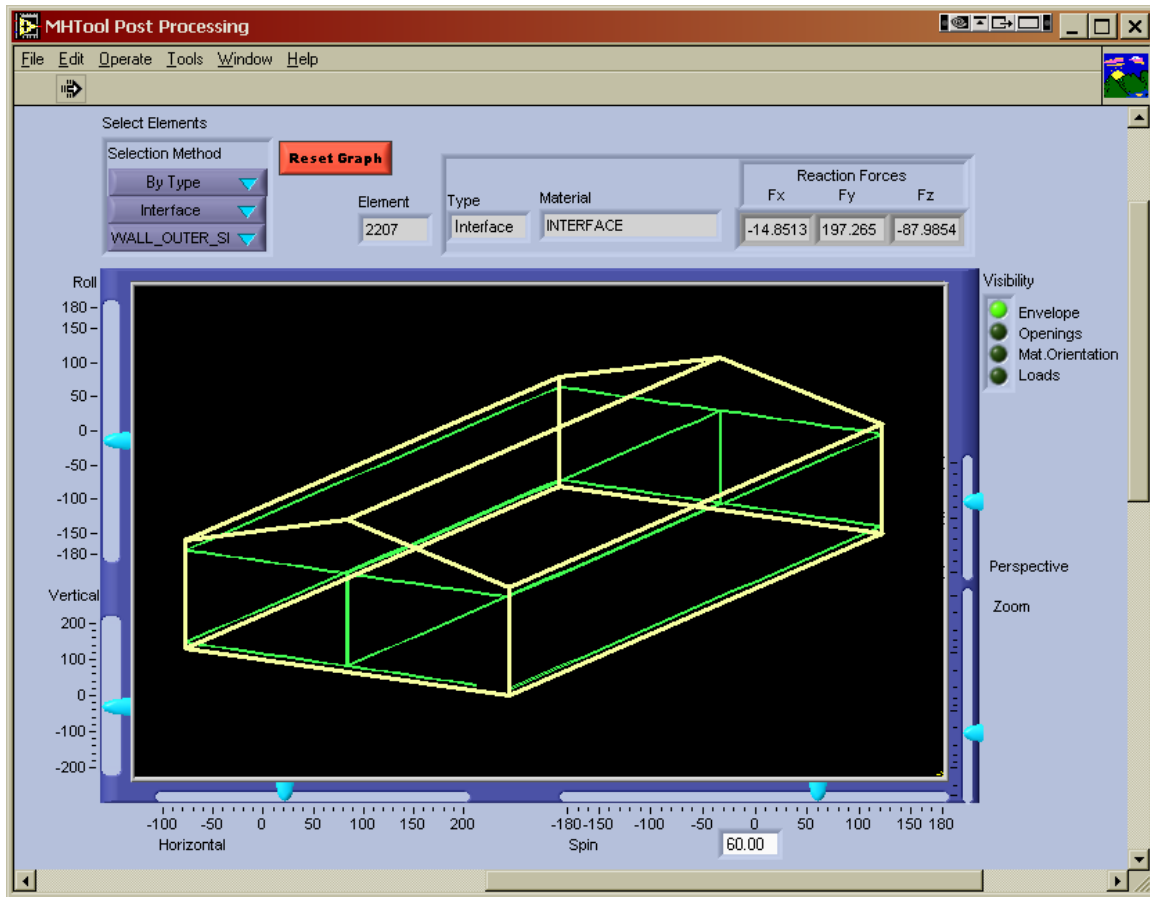 MHTool Post Processing
File Edit Operate Tools Window Help
Select Elements
Selection Method
By Type
Interface
WALL_OUTER_SI
Reset Graph
Element
2207
Type
Interface
Material
INTERFACE
Reaction Forces
Fx Fy Fz
-14.8513 197.265 -87.9854
Roll
180
150
100
50
0
-50
-100
-150
-180
Vertical
200
100
0
-100
-200
Visibility
Envelope
Openings
Mat.Orientation
Loads
Perspective
Zoom
-100 -50 0 50 100 150 200
Horizontal
-180 -150 -100 -50 0 50 100 150 180
Spin
60.00